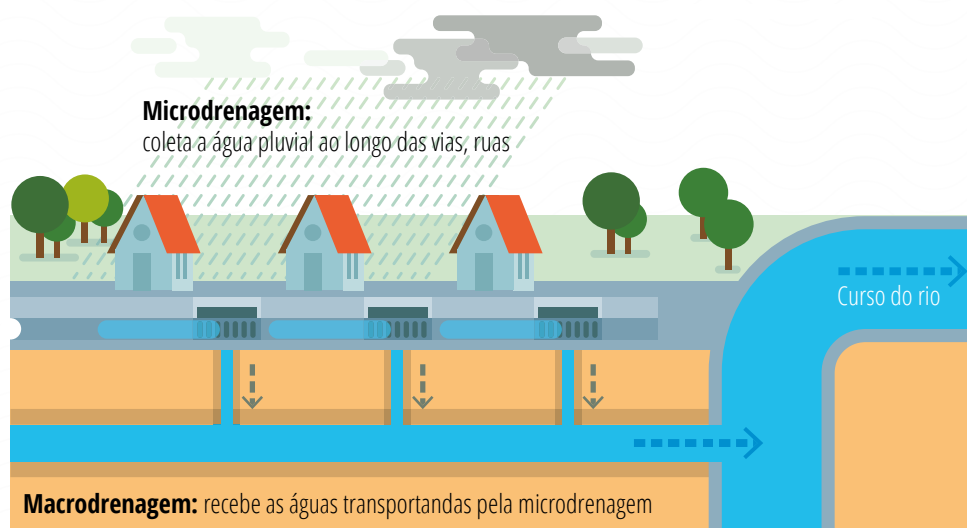 Microdrenagem:
coleta a água pluvial ao longo das vias, ruas
Curso do rio
Macrodrenagem: recebe as águas transportandas pela microdrenagem